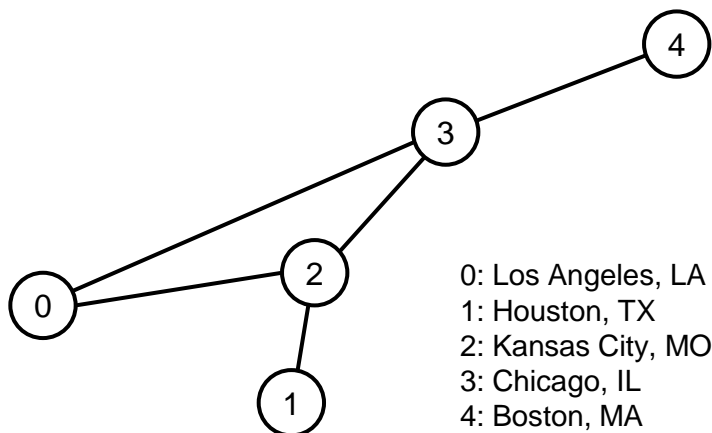 4
3
2
0
1
0: Los Angeles, LA
1: Houston, TX
2: Kansas City, MO
3: Chicago, IL
4: Boston, MA